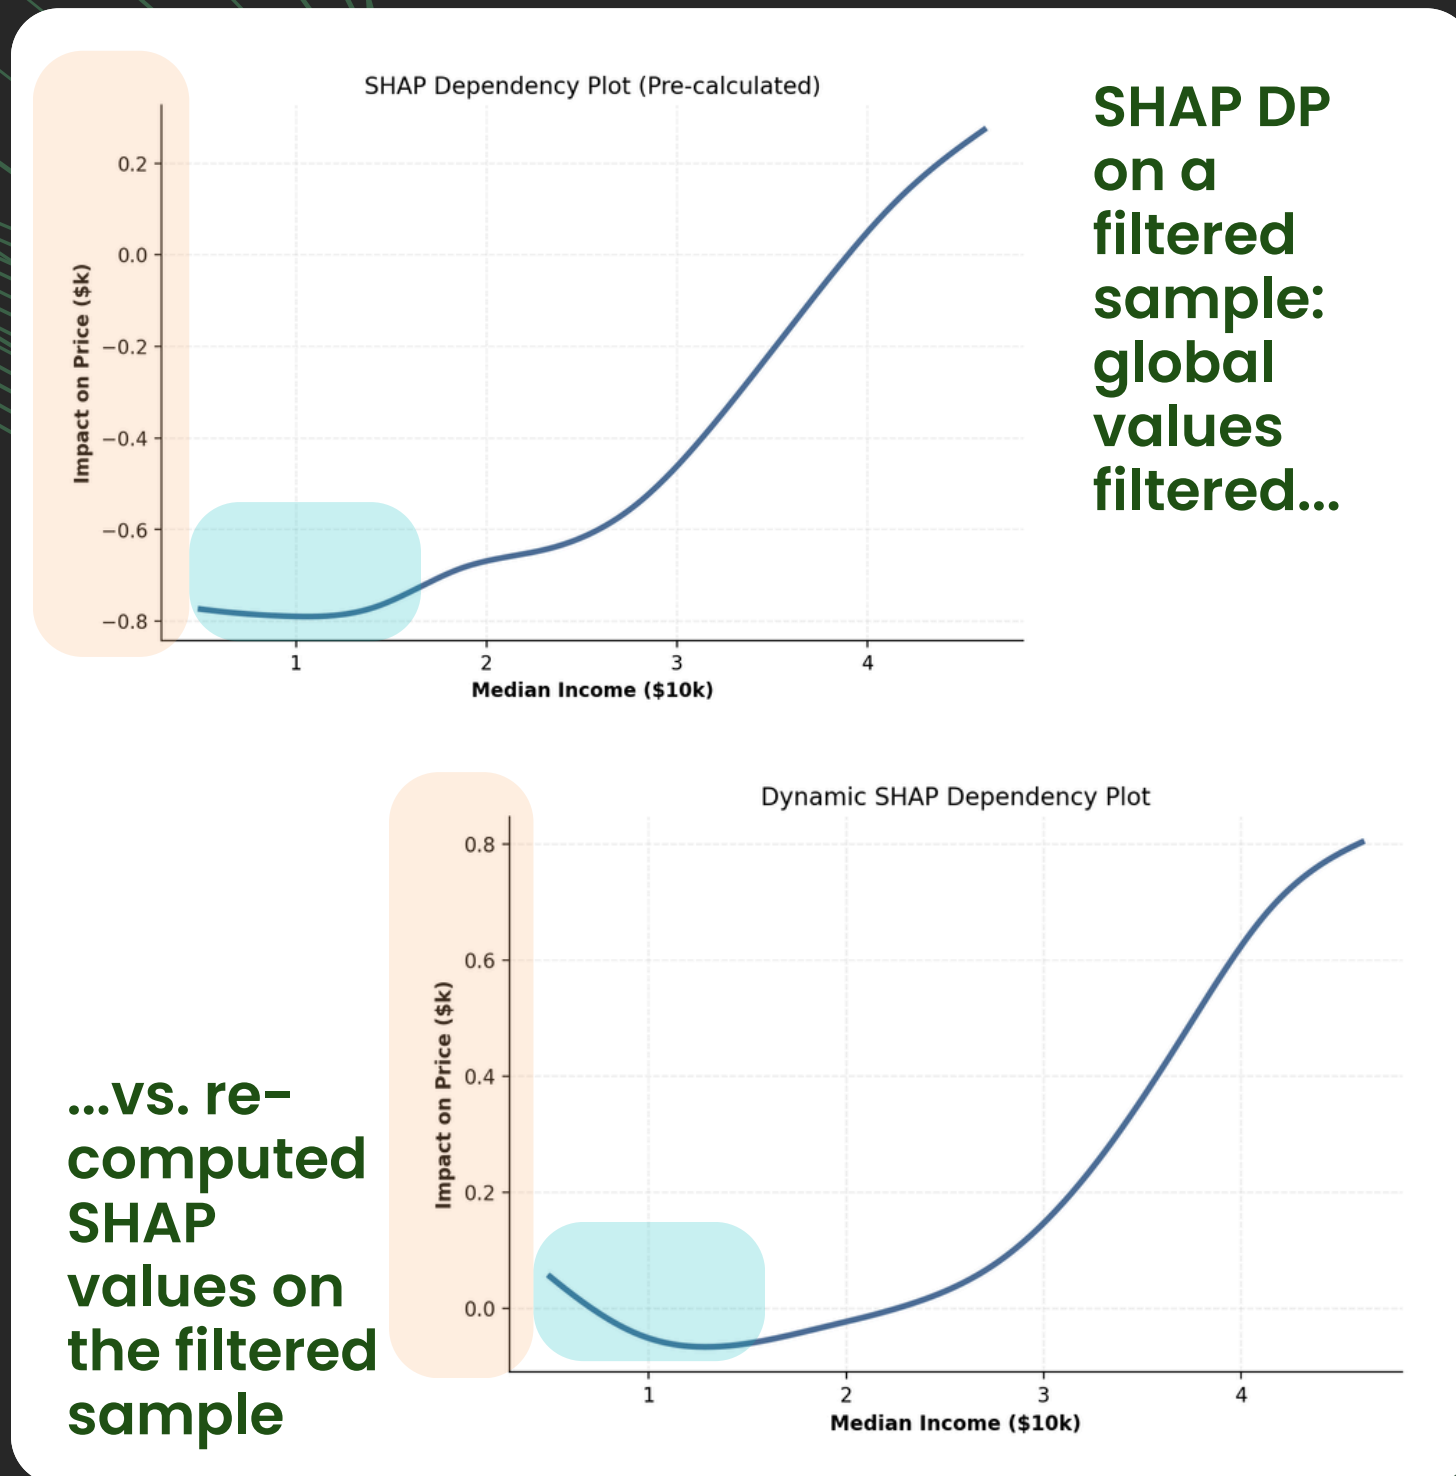 SHAP Dependency Plot (Pre-calculated)
0.2
0.0
−0.2
−0.4
−0.6
−0.8
Impact on Price ($k)
1 2 3 4
Median Income ($10k)
SHAP DP
on a
filtered
sample:
global
values
filtered...
Dynamic SHAP Dependency Plot
0.8
0.6
0.4
0.2
0.0
Impact on Price ($k)
1 2 3 4
Median Income ($10k)
...vs. re-
computed
SHAP
values on
the filtered
sample